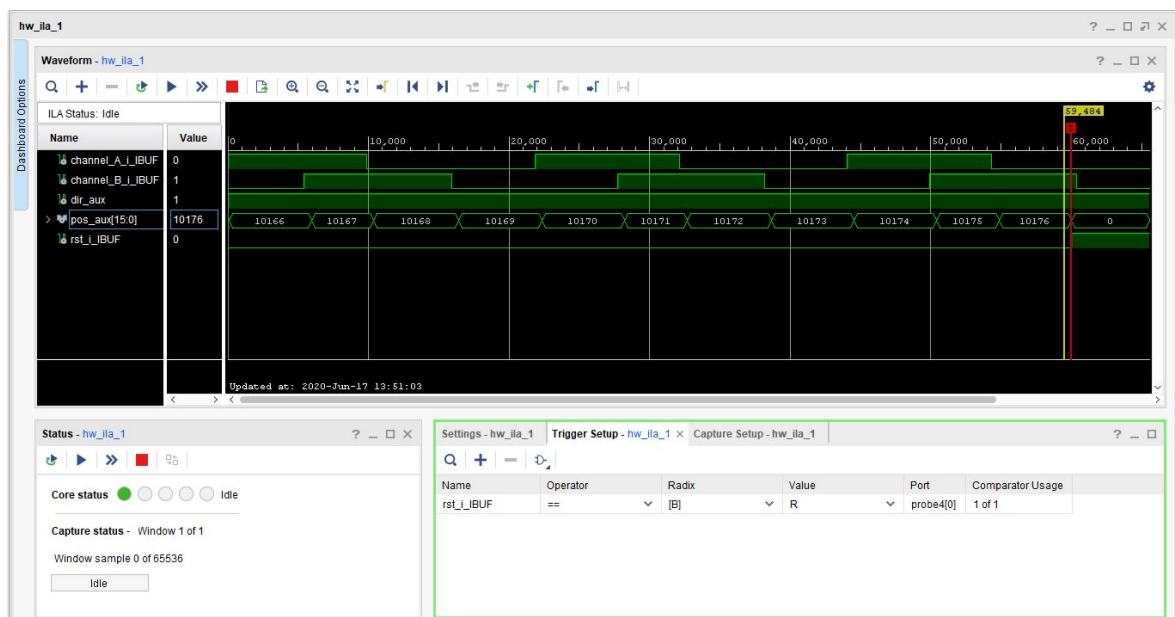 hw_ila_1
Dashboard Options
Waveform - hw_ila_1
ILA Status: Idle
Name Value
channel_A_i_IBUF 0
channel_B_i_IBUF 1
dir_aux 1
pos_aux[15:0] 10176
rst_i_IBUF 0
59,484
T
0 10,000 20,000 30,000 40,000 50,000 60,000
10166 10167 10168 10169 10170 10171 10172 10173 10174 10175 10176 0
Updated at: 2020-Jun-17 13:51:03
Status - hw_ila_1
Core status Idle
Capture status - Window 1 of 1
Window sample 0 of 65536
Idle
Settings - hw_ila_1 Trigger Setup - hw_ila_1 Capture Setup - hw_ila_1
Name Operator Radix Value Port Comparator Usage
rst_i_IBUF == [B] R probe4[0] 1 of 1